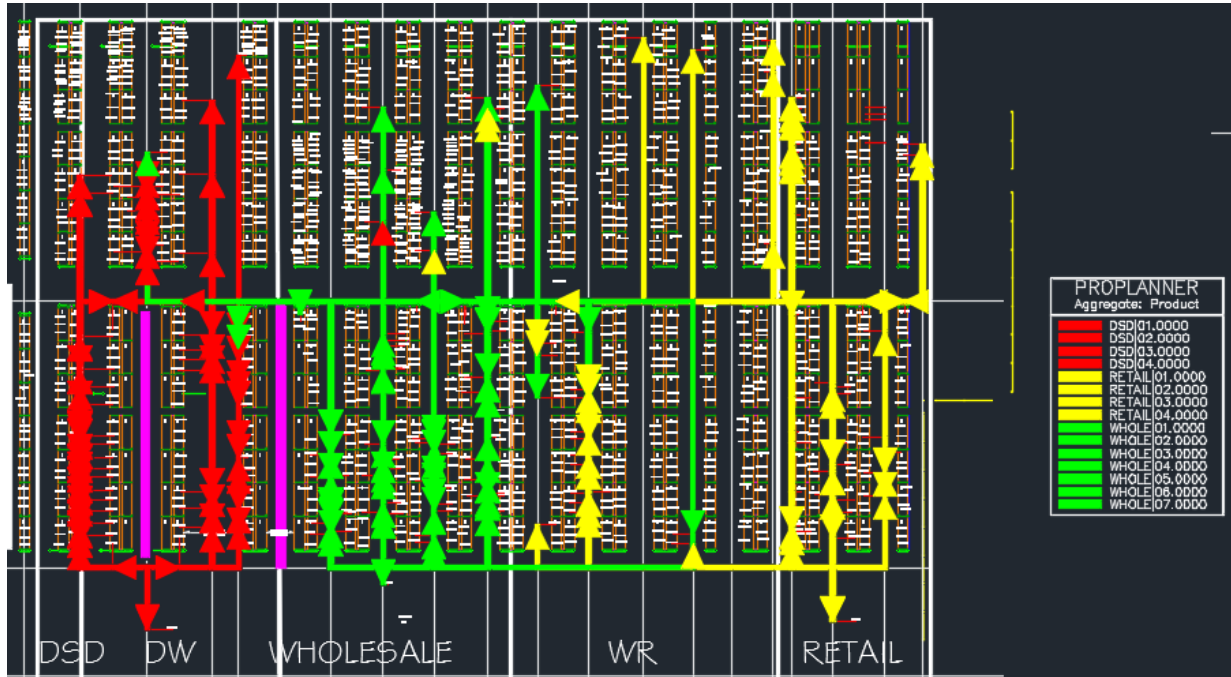 PROPLANNER
Aggregate: Product
DSD|01.0000
DSD|02.0000
DSD|03.0000
DSD|04.0000
RETAIL|01.0000
RETAIL|02.0000
RETAIL|03.0000
RETAIL|04.0000
WHOLE|01.0000
WHOLE|02.0000
WHOLE|03.0000
WHOLE|04.0000
WHOLE|05.0000
WHOLE|06.0000
WHOLE|07.0000
DSD DW WHOLESALE WR RETAIL